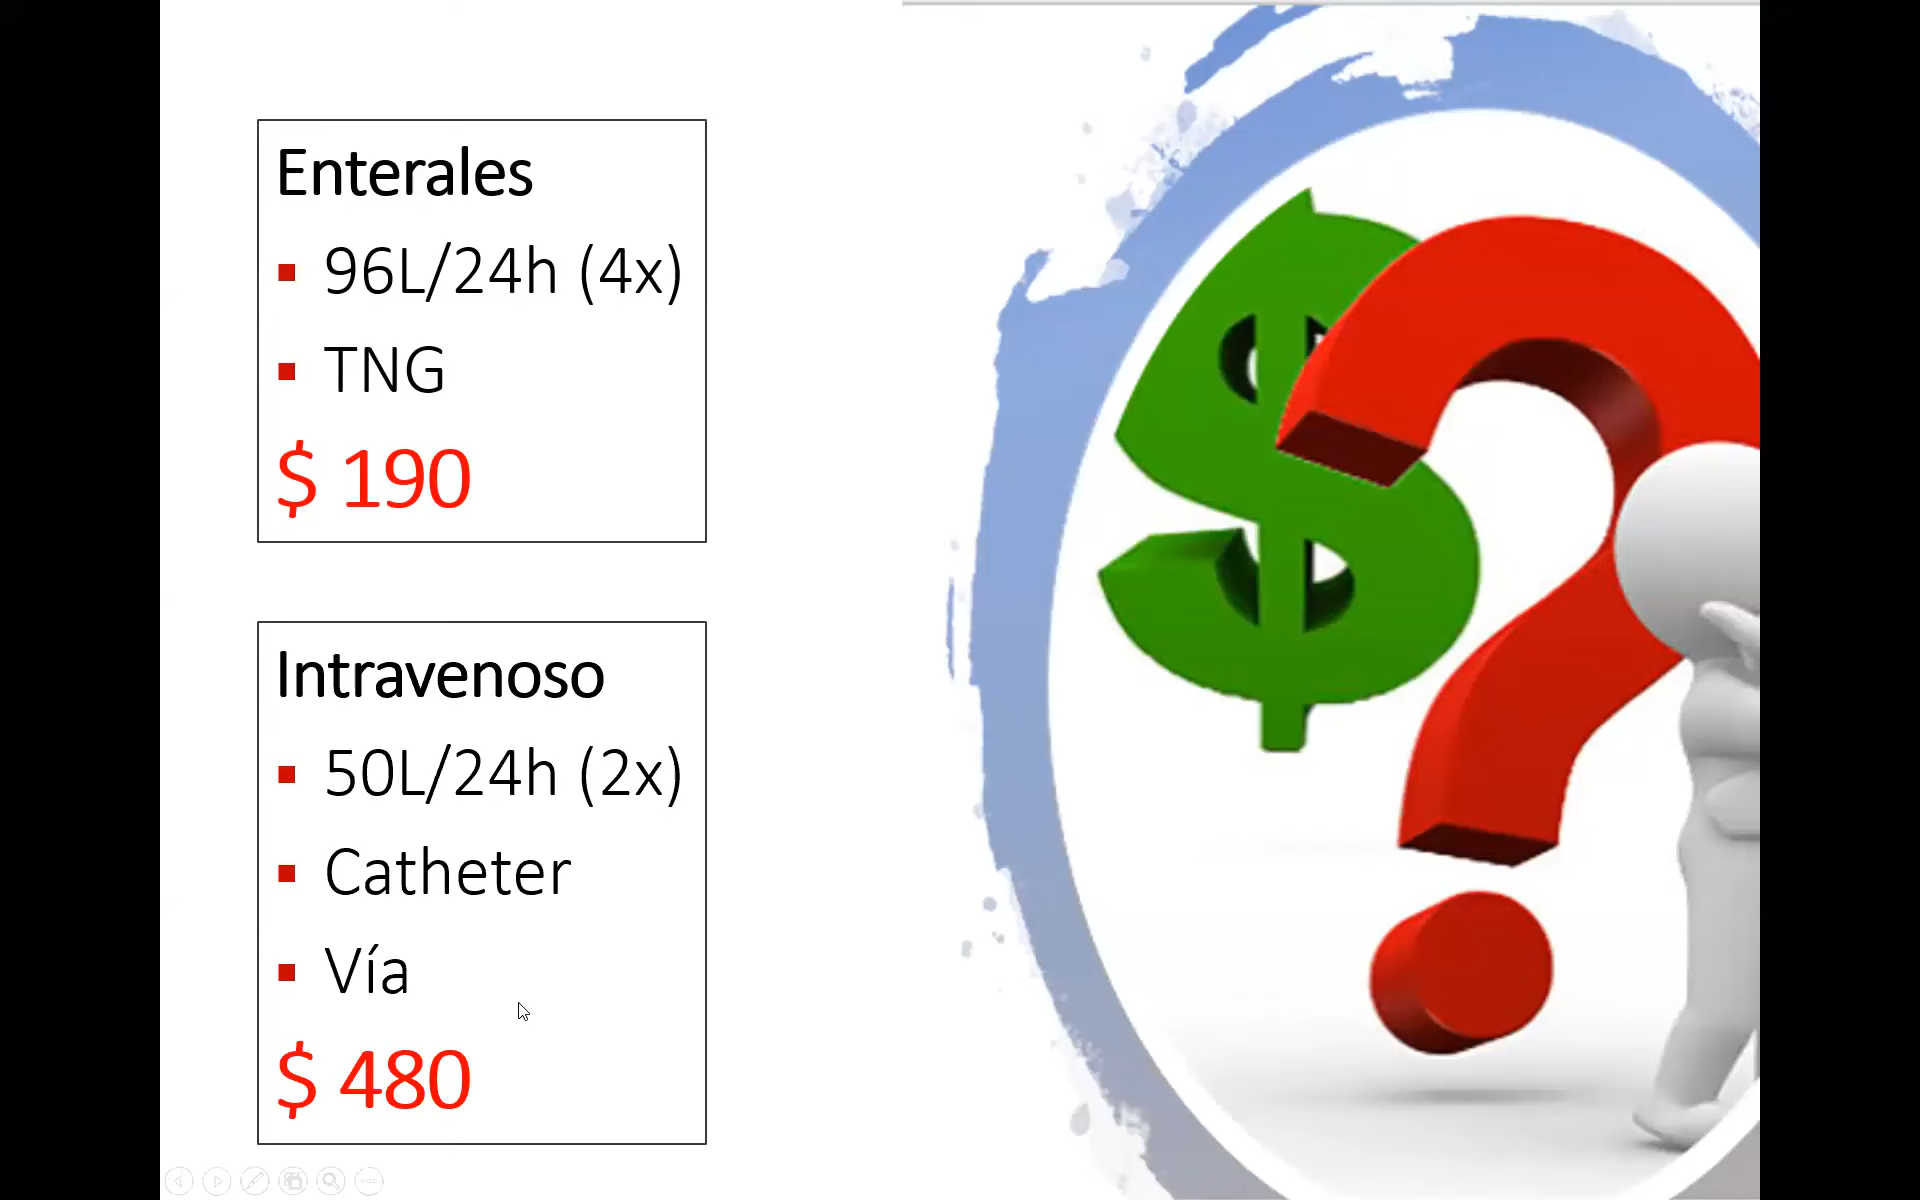 Enterales
▪ 96L/24h (4x)
▪ TNG
$ 190
Intravenoso
▪ 50L/24h (2x)
▪ Catheter
▪ Vía
$ 480